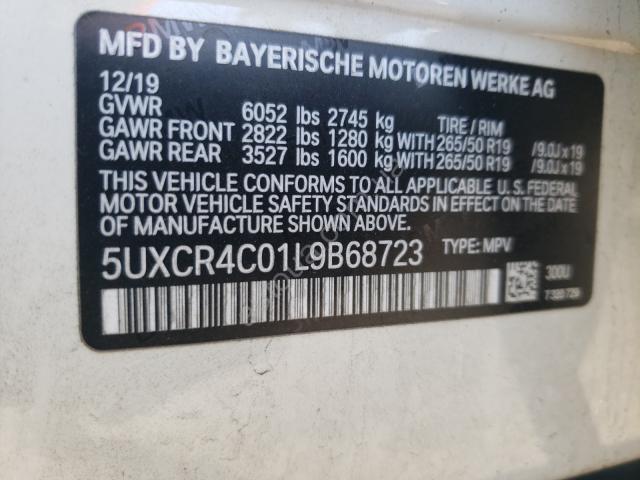 MFD BY BAYERISCHE MOTOREN WERKE AG
12/19
GVWR 6052 lbs 2745 kg TIRE / RIM
GAWR FRONT 2822 lbs 1280 kg WITH 265/50 R19 /9.0J x 19
GAWR REAR 3527 lbs 1600 kg WITH 265/50 R19 /9.0J x 19
THIS VEHICLE CONFORMS TO ALL APPLICABLE U. S. FEDERAL
MOTOR VEHICLE SAFETY STANDARDS IN EFFECT ON THE DATE
OF MANUFACTURE SHOWN ABOVE.
5UXCR4C01L9B68723 TYPE: MPV
300U